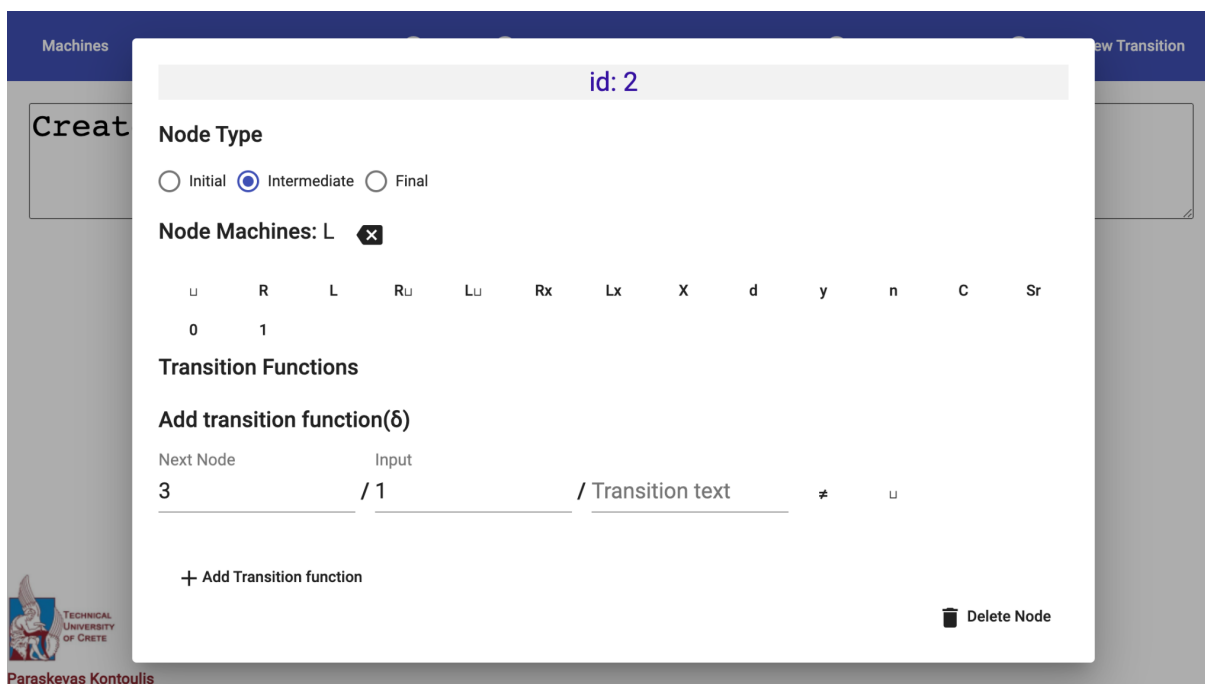 Machines
ew Transition
id: 2
Creat
Node Type
Initial Intermediate Final
Node Machines: L
⊔ R L R⊔ L⊔ Rx Lx X d y n C Sr
0 1
Transition Functions
Add transition function(δ)
Next Node Input
3 / 1 / Transition text ≠ ⊔
+ Add Transition function
Delete Node
TECHNICAL
UNIVERSITY
OF CRETE
Paraskevas Kontoulis